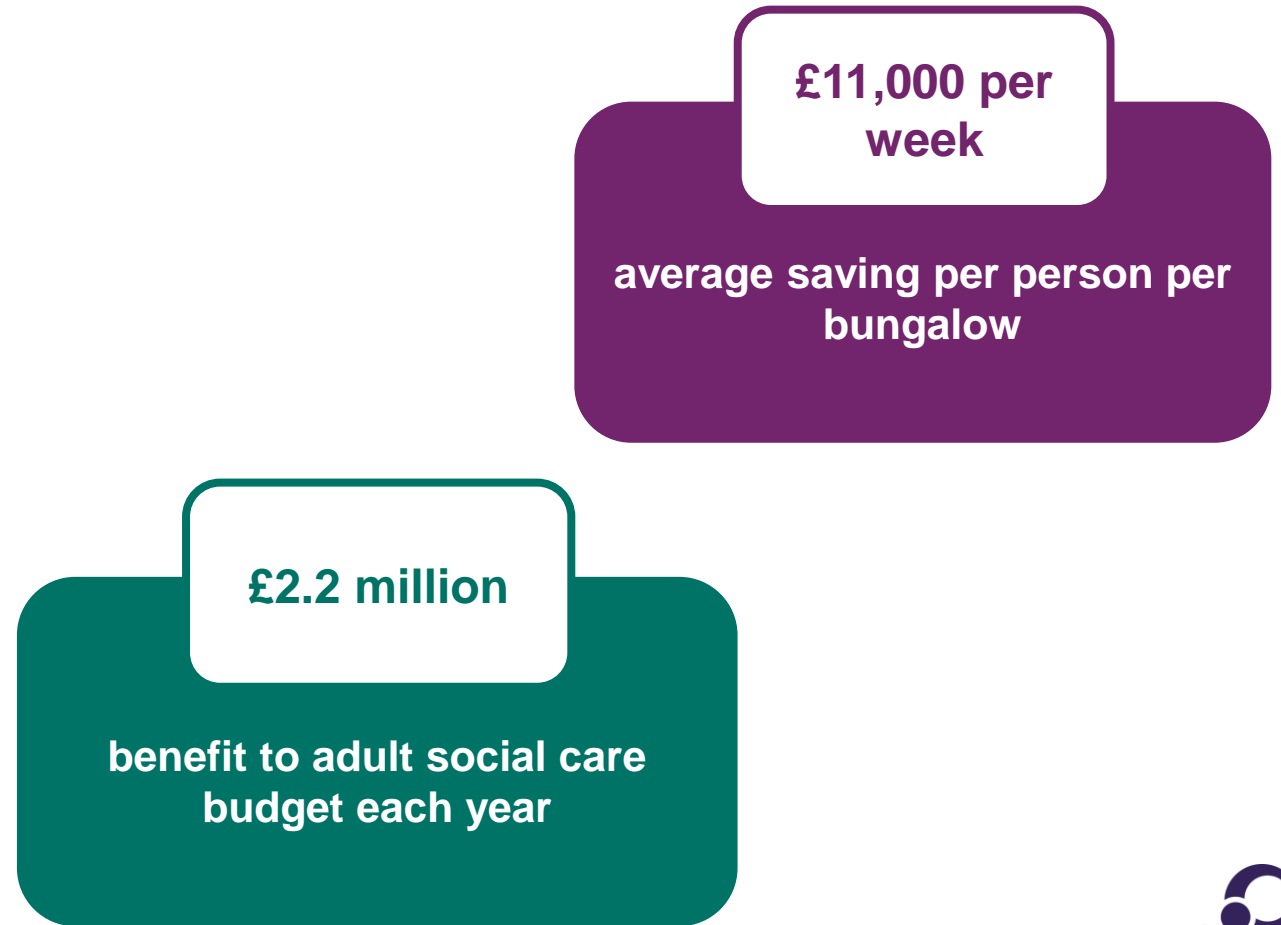 £11,000 per
week
average saving per person per
bungalow
£2.2 million
benefit to adult social care
budget each year